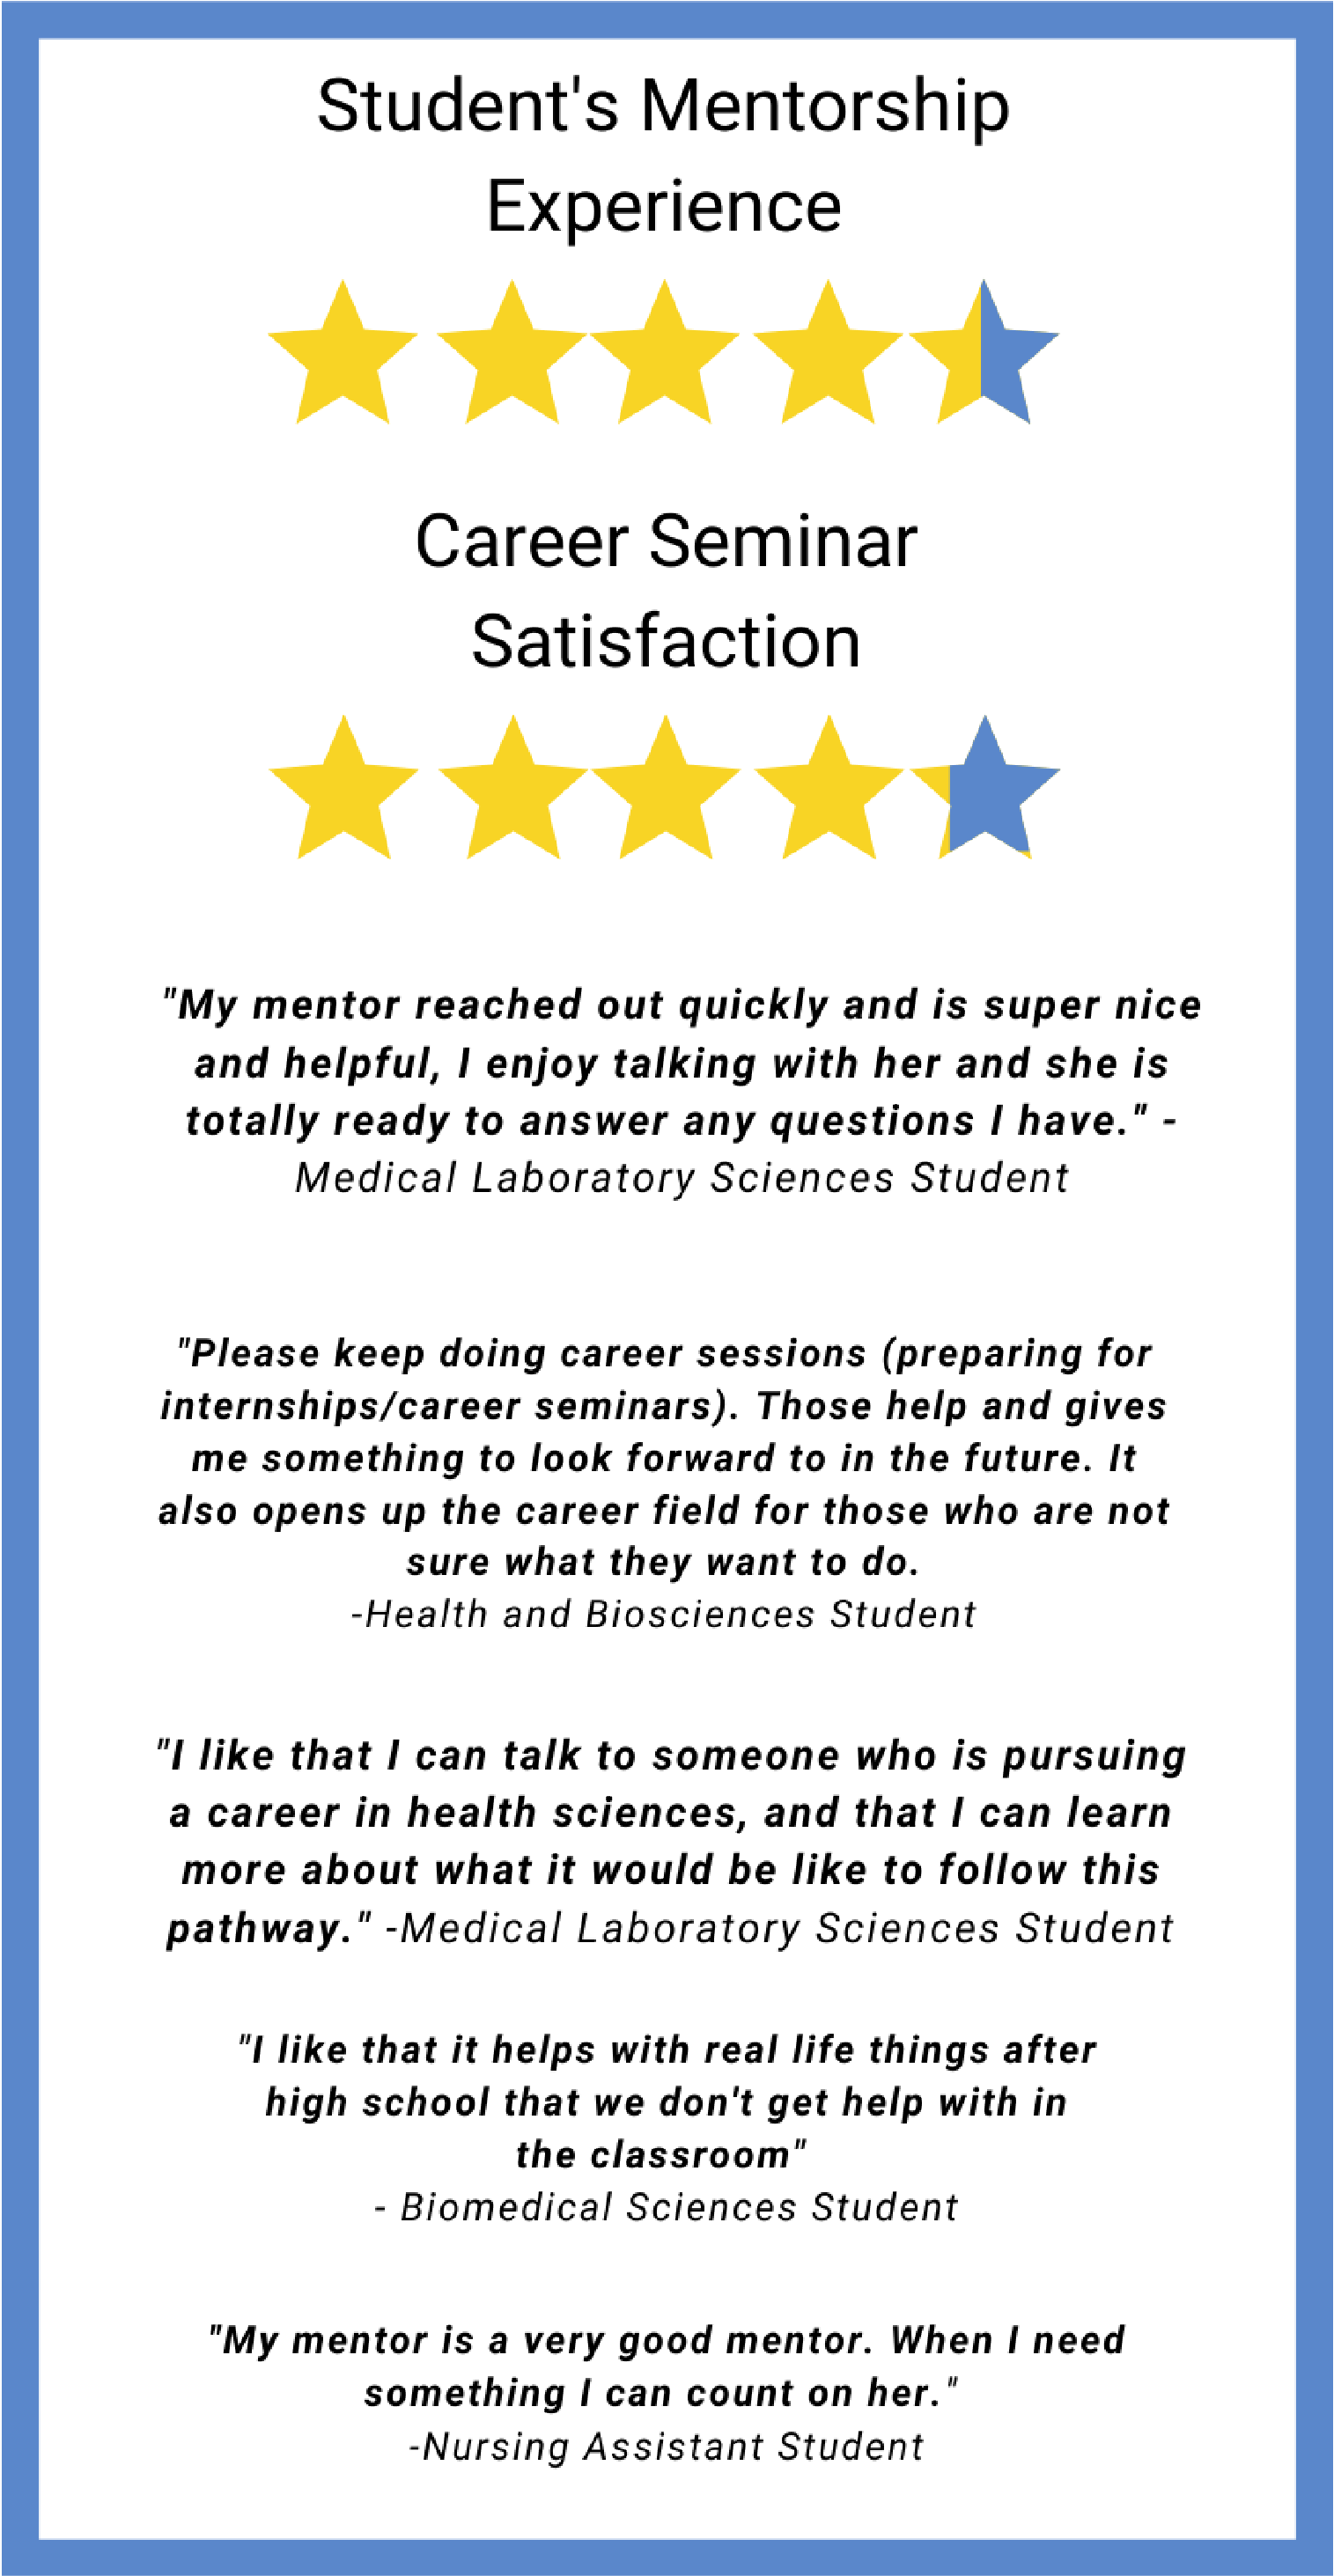 Student's Mentorship
Experience
Career Seminar
Satisfaction
"My mentor reached out quickly and is super nice
and helpful, I enjoy talking with her and she is
totally ready to answer any questions I have." -
Medical Laboratory Sciences Student
"Please keep doing career sessions (preparing for
internships/career seminars). Those help and gives
me something to look forward to in the future. It
also opens up the career field for those who are not
sure what they want to do.
-Health and Biosciences Student
"I like that I can talk to someone who is pursuing
a career in health sciences, and that I can learn
more about what it would be like to follow this
pathway." -Medical Laboratory Sciences Student
"I like that it helps with real life things after
high school that we don't get help with in
the classroom"
- Biomedical Sciences Student
"My mentor is a very good mentor. When I need
something I can count on her."
-Nursing Assistant Student